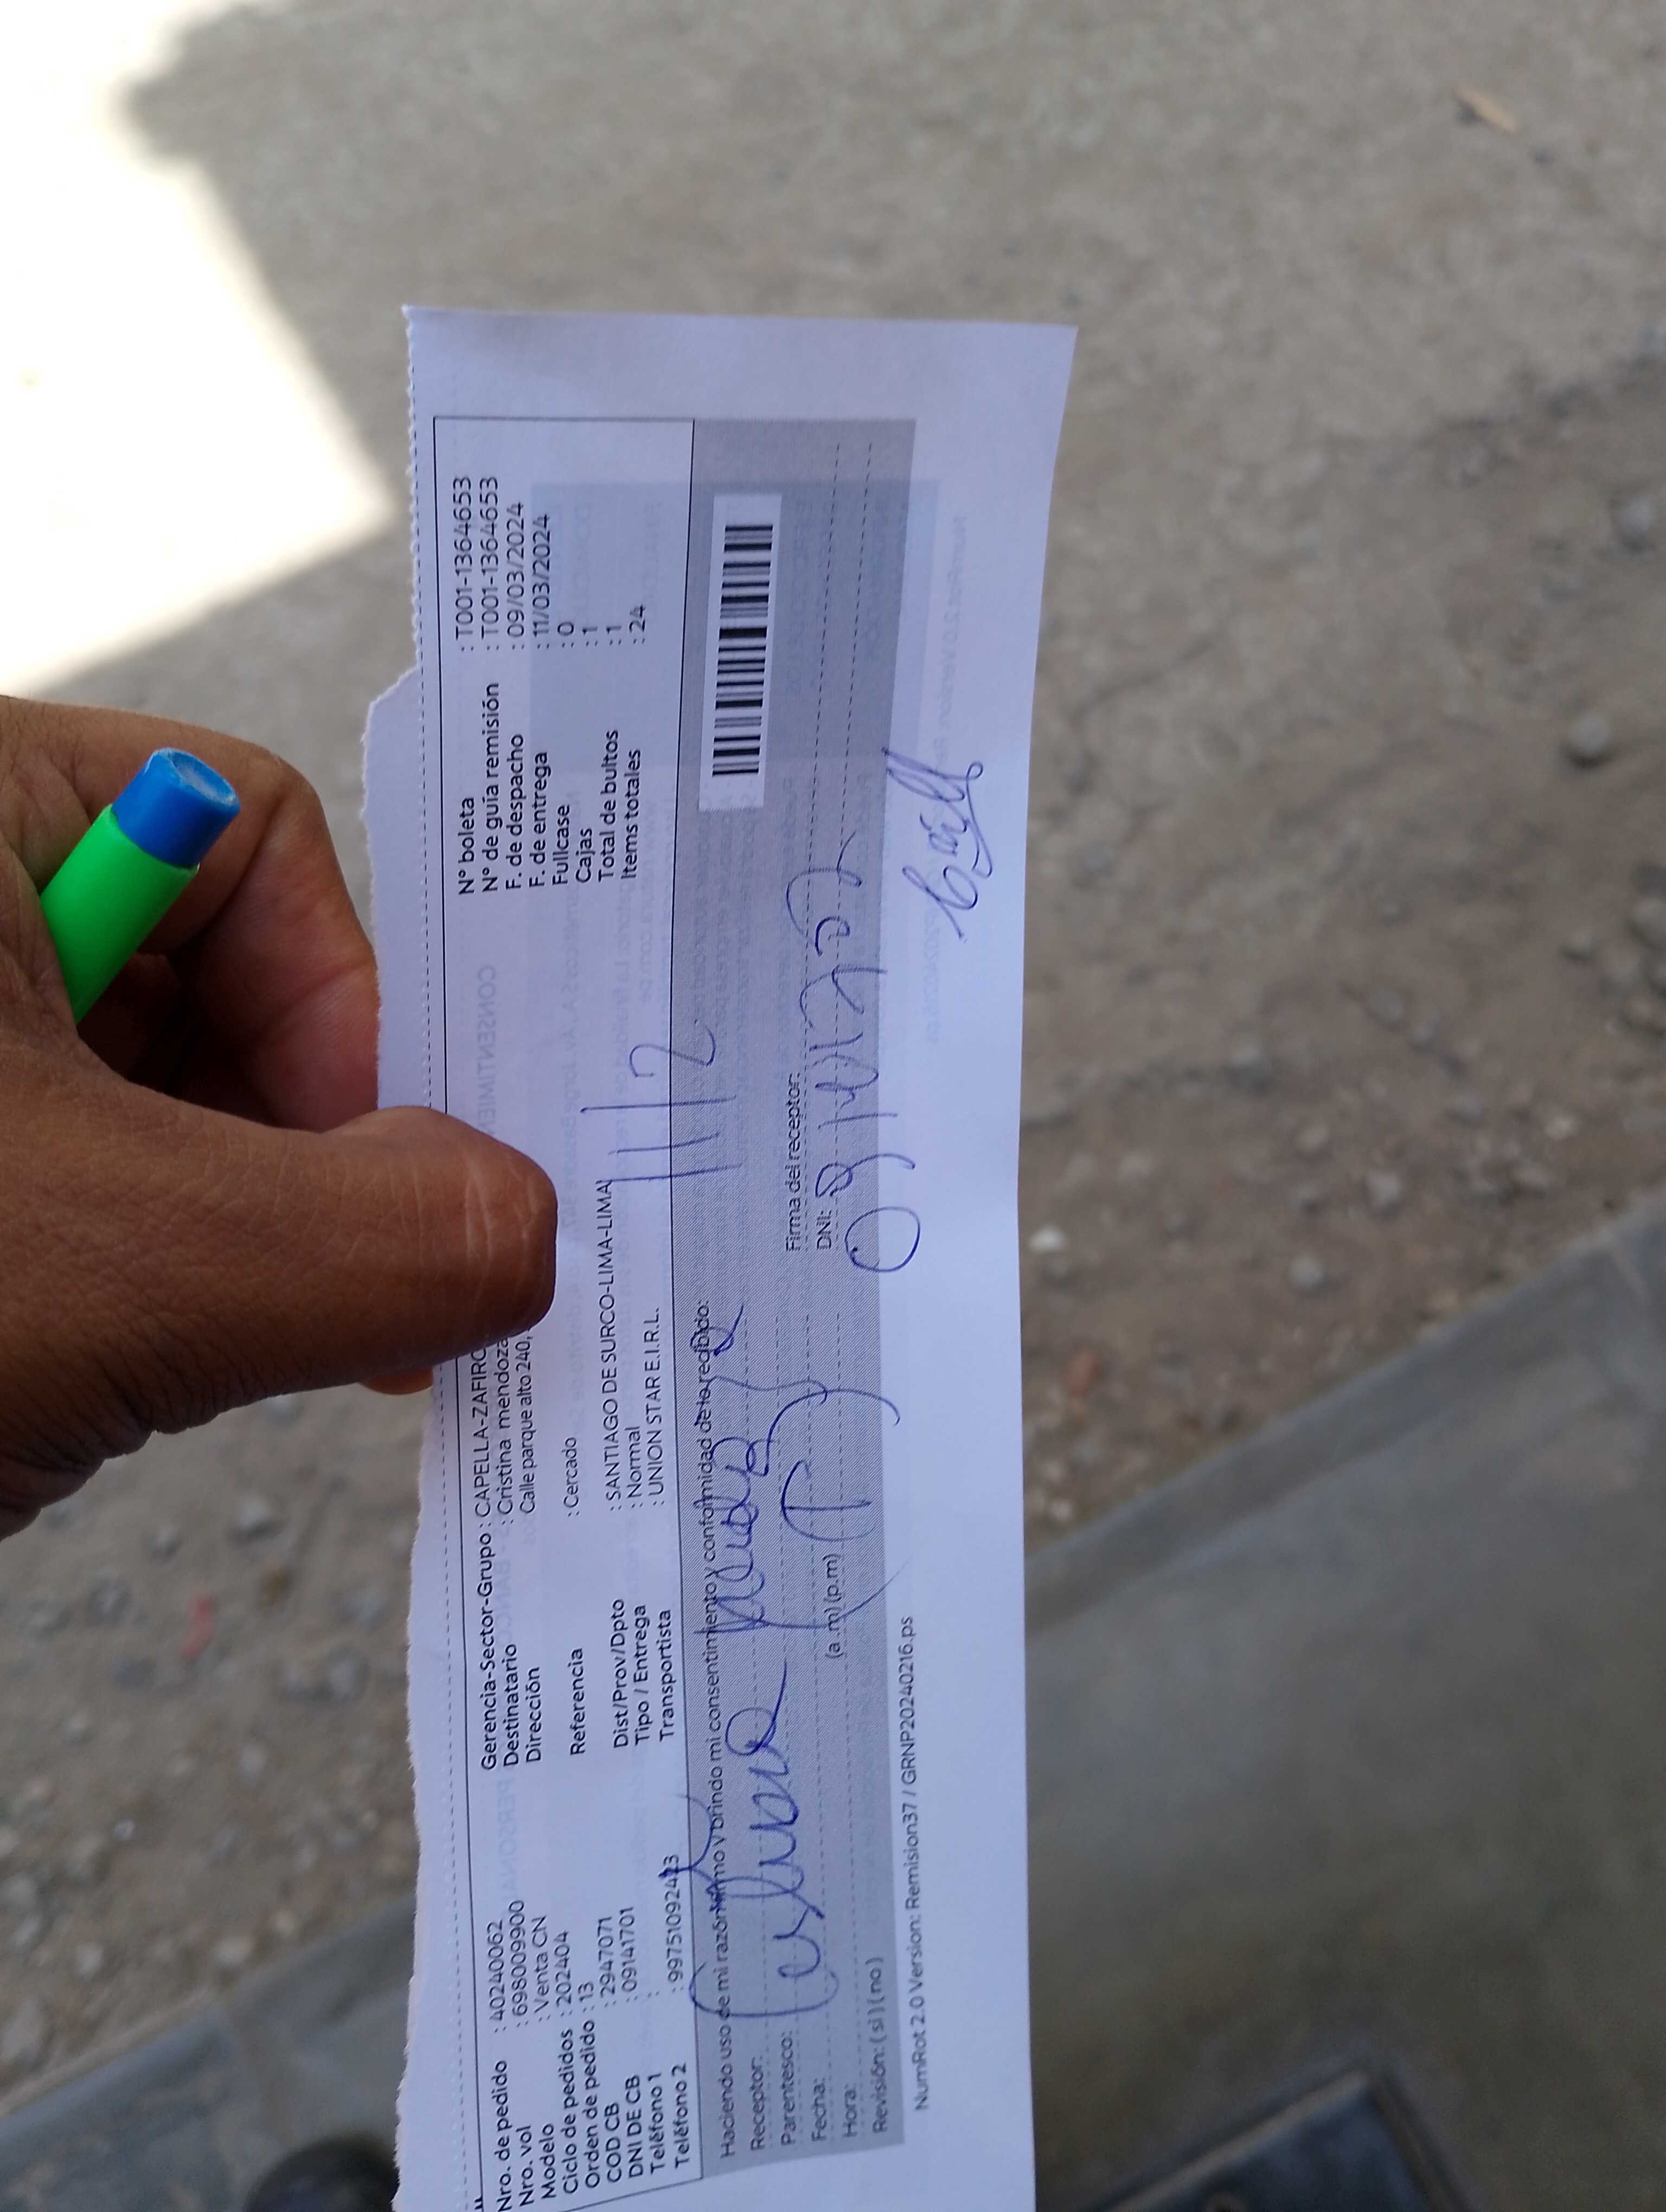 Nro. de pedido : 40240062
Nro. vol : 698009900
Modelo : Venta CN
Ciclo de pedidos : 202404
Orden de pedido : 13
COD CB : 2947071
DNI DE CB : 09141701
Teléfono 1 :
Teléfono 2 : 997510924
Gerencia-Sector-Grupo : CAPELLA-ZAFIRO
Destinatario : Cristina mendoza
Dirección Calle parque alto 240,
Referencia : Cercado
Dist/Prov/Dpto : SANTIAGO DE SURCO-LIMA-LIMA
Tipo / Entrega : Normal
Transportista : UNION STAR E.I.R.L.
N° boleta : T001-1364653
N° de guía remisión : T001-1364653
F. de despacho : 09/03/2024
F. de entrega : 11/03/2024
Fullcase : 0
Cajas : 1
Total de bultos : 1
Items totales : 24
Haciendo uso de mi razón mismo y brindo mi consentimiento y conformidad de lo recibido:
Receptor:
Parentesco:
Fecha:
Hora: (a .m) (p.m)
Revisión: ( si ) ( no )
Firma del receptor:
DNI:
NumRot 2.0 Version: Remision37 / GRNP20240216.ps